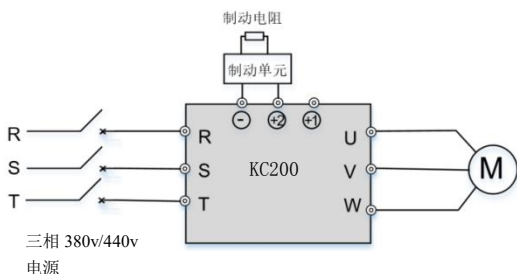 制动电阻
制动单元
- +2 +1
R R U
S S KC200 V M
T T W
三相 380v/440v
电源